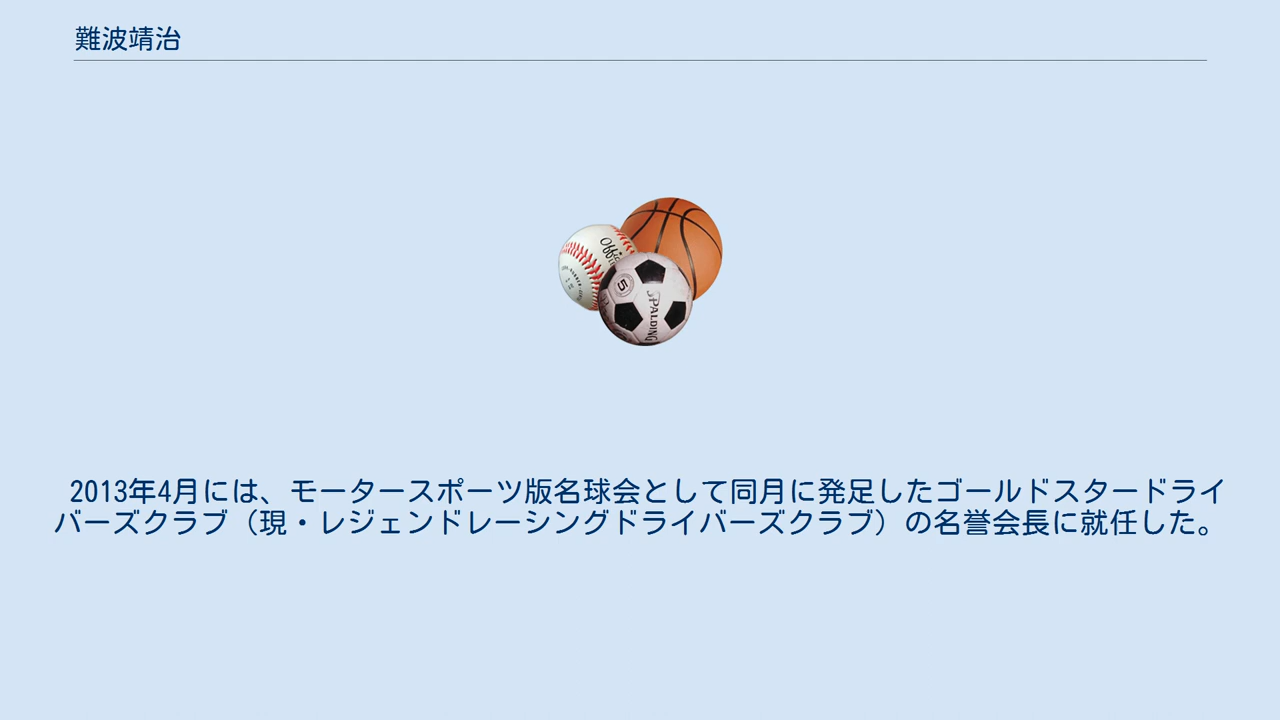 難波靖治
Offic
5
SPALDING
2013年4月には、モータースポーツ版名球会として同月に発足したゴールドスタードライ
バーズクラブ（現・レジェンドレーシングドライバーズクラブ）の名誉会長に就任した。